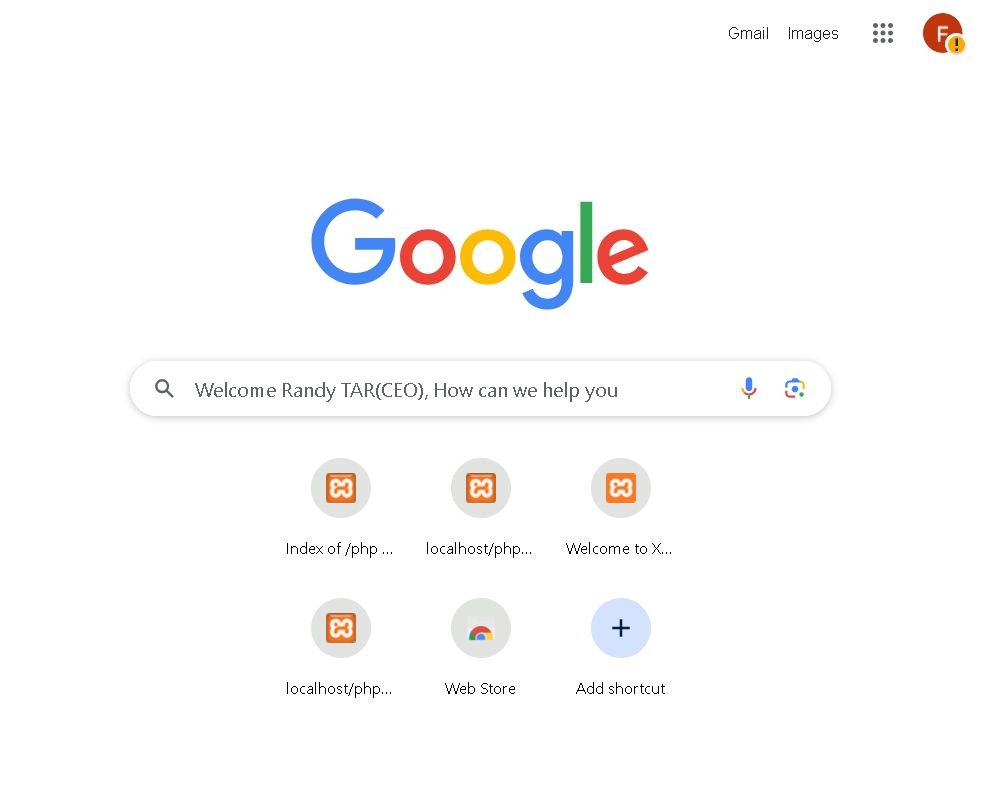 Gmail Images
F
Google
Welcome Randy TAR(CEO), How can we help you
Index of /php ... localhost/php... Welcome to X...
localhost/php... Web Store Add shortcut